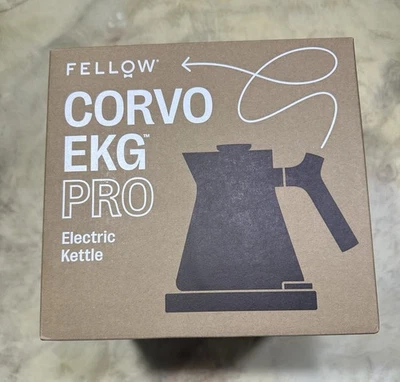 FELLOW®
CORVO
EKG™
PRO
Electric
Kettle